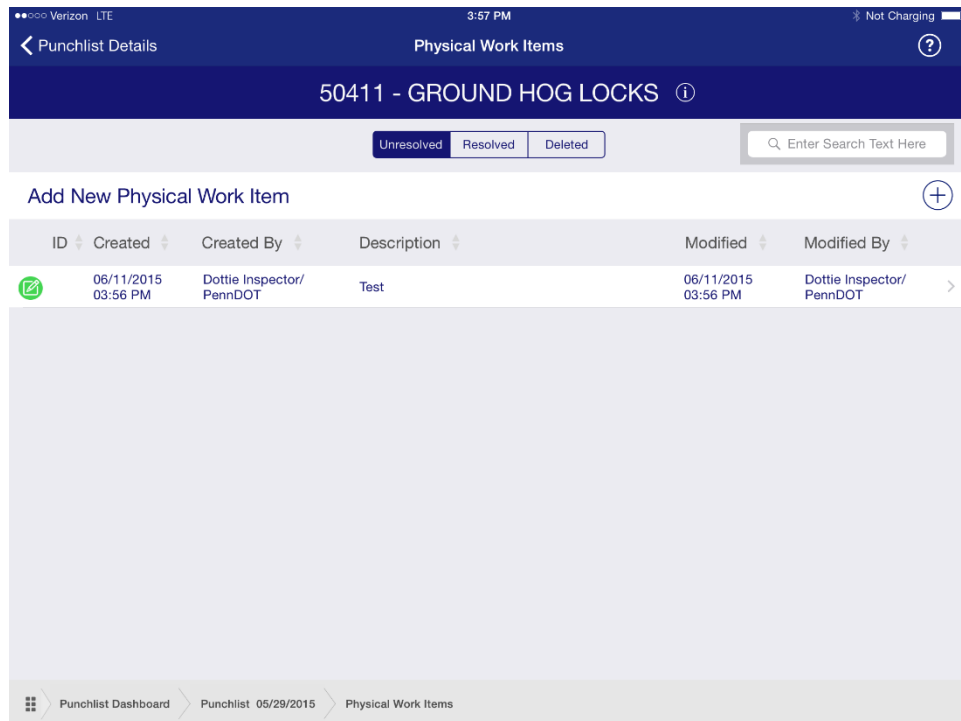 Verizon LTE 3:57 PM Not Charging
Punchlist Details Physical Work Items ?
50411 - GROUND HOG LOCKS i
Unresolved Resolved Deleted Enter Search Text Here
Add New Physical Work Item
ID Created Created By Description Modified Modified By
06/11/2015 Dottie Inspector/ Test 06/11/2015 Dottie Inspector/
03:56 PM PennDOT 03:56 PM PennDOT
Punchlist Dashboard Punchlist 05/29/2015 Physical Work Items